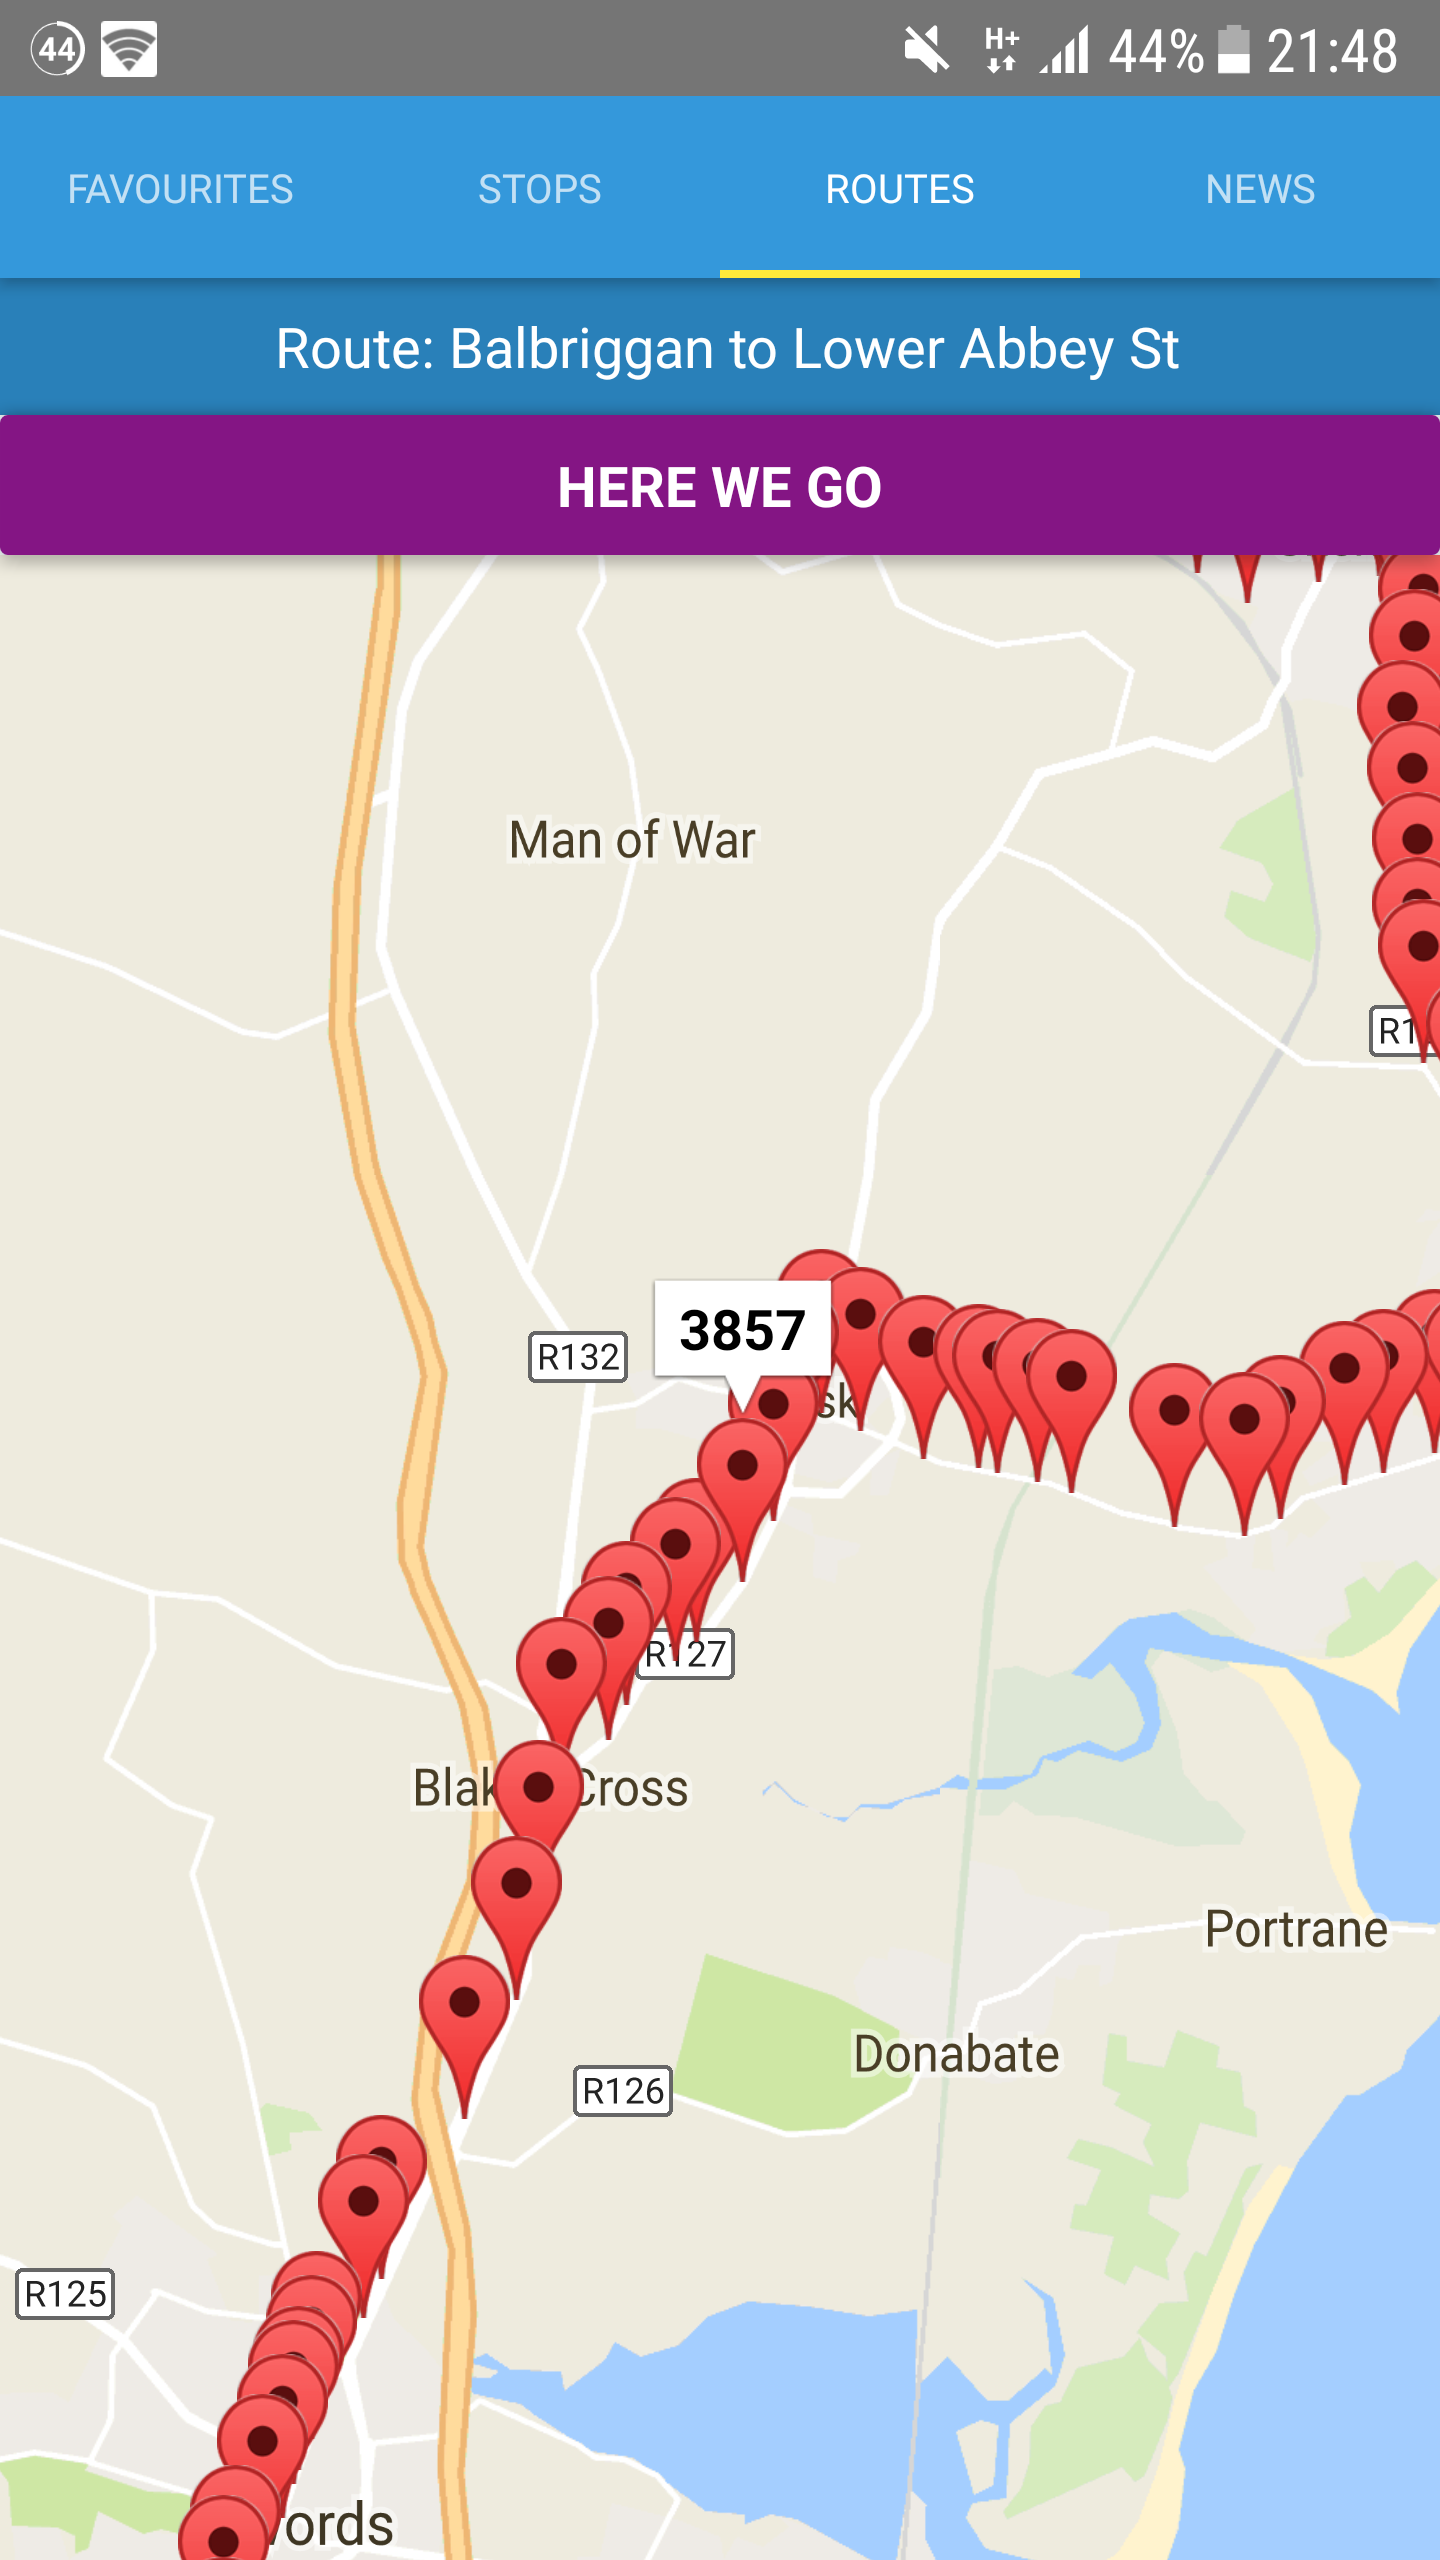 44 H+ 44% 21:48
FAVOURITES STOPS ROUTES NEWS
Route: Balbriggan to Lower Abbey St
HERE WE GO
Man of War
3857
R132
R127
Cross
Portrane
Donabate
R126
R125